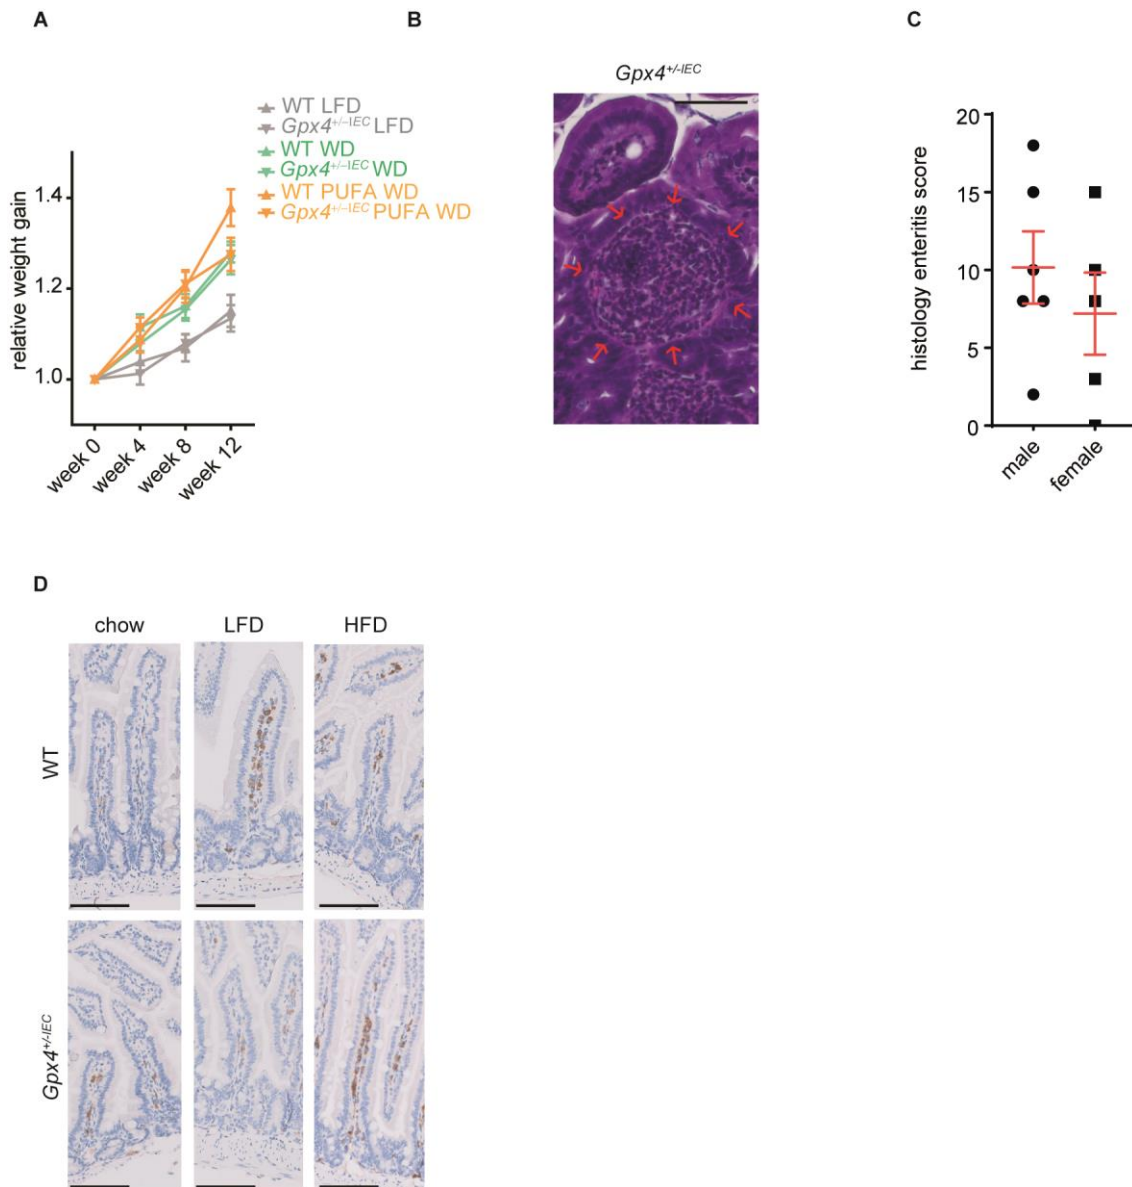 A
WT LFD
Gpx4+/–IEC LFD
WT WD
Gpx4+/–IEC WD
WT PUFA WD
Gpx4+/–IEC PUFA WD
relative weight gain
1.4
1.2
1.0
week 0
week 4
week 8
week 12
B
Gpx4+/-IEC
C
histology enteritis score
20
15
10
5
0
male
female
D
chow
LFD
HFD
WT
Gpx4+/-IEC